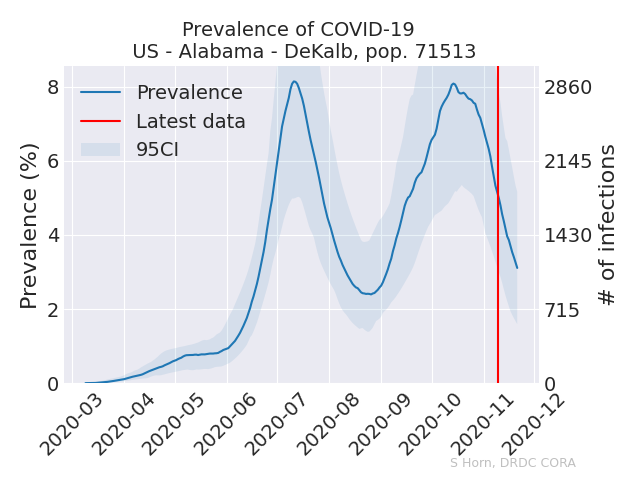 Prevalence of COVID-19
US - Alabama - DeKalb, pop. 71513
Prevalence
Latest data
95CI
Prevalence (%)
8
6
4
2
0
2860
2145
1430
715
0
# of infections
2020-03
2020-04
2020-05
2020-06
2020-07
2020-08
2020-09
2020-10
2020-11
2020-12
S Horn, DRDC CORA